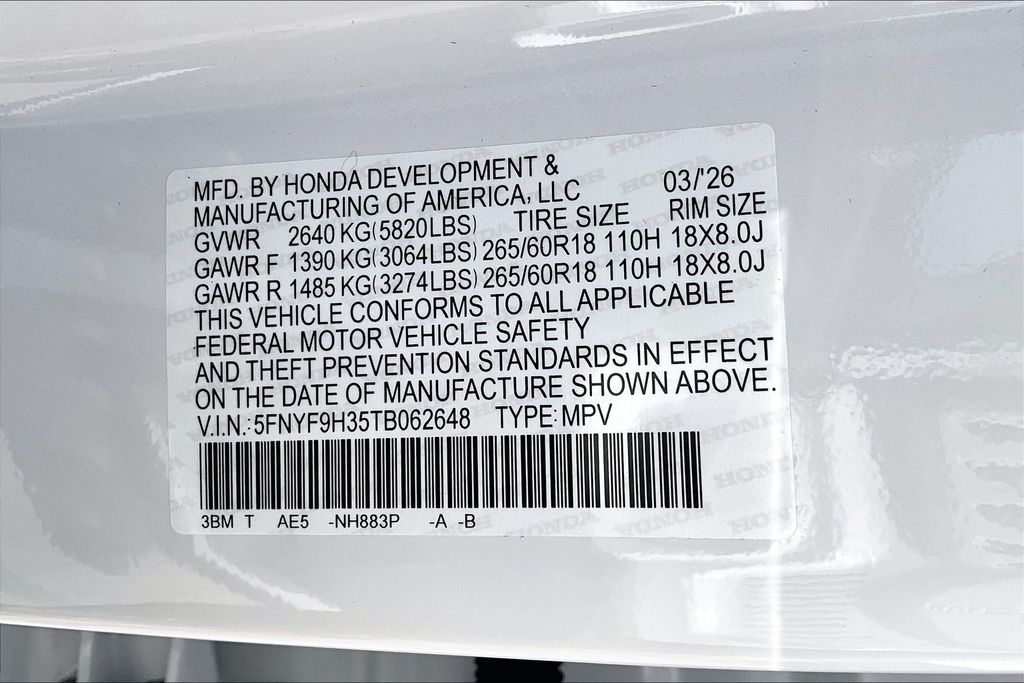 MFD. BY HONDA DEVELOPMENT &
MANUFACTURING OF AMERICA, LLC 03/'26
GVWR 2640 KG(5820LBS) TIRE SIZE RIM SIZE
GAWR F 1390 KG(3064LBS) 265/60R18 110H 18X8.0J
GAWR R 1485 KG(3274LBS) 265/60R18 110H 18X8.0J
THIS VEHICLE CONFORMS TO ALL APPLICABLE
FEDERAL MOTOR VEHICLE SAFETY
AND THEFT PREVENTION STANDARDS IN EFFECT
ON THE DATE OF MANUFACTURE SHOWN ABOVE.
V.I.N.:5FNYF9H35TB062648 TYPE:MPV
3BM T AE5 -NH883P -A -B